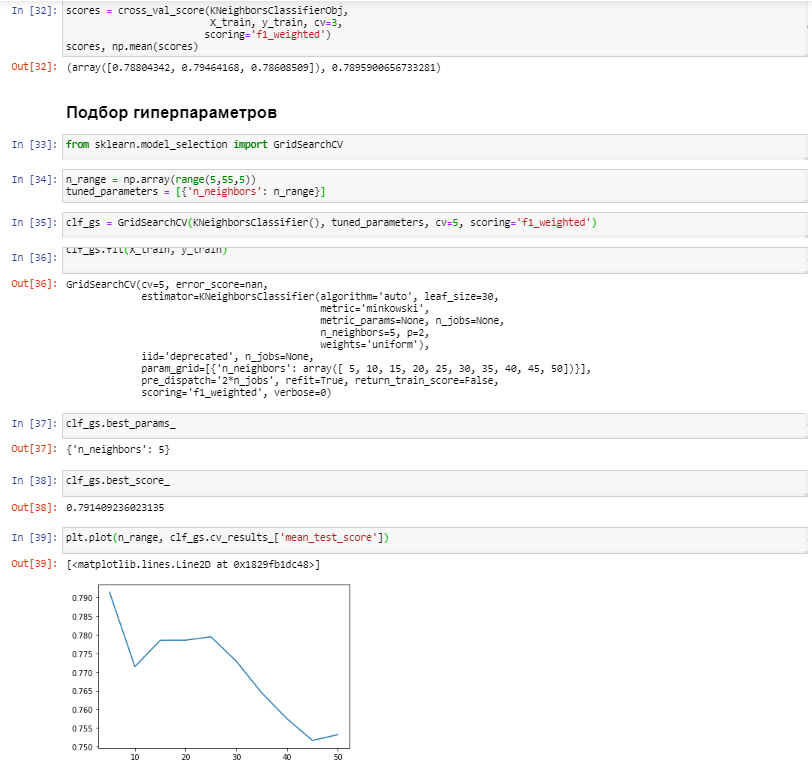 In [32]: scores = cross_val_score(KNeighborsClassifierObj,
X_train, y_train, cv=3,
scoring='f1_weighted')
scores, np.mean(scores)
Out[32]: (array([0.78804342, 0.79464168, 0.78608509]), 0.7895900656733281)
Подбор гиперпараметров
In [33]: from sklearn.model_selection import GridSearchCV
In [34]: n_range = np.array(range(5,55,5))
tuned_parameters = [{'n_neighbors': n_range}]
In [35]: clf_gs = GridSearchCV(KNeighborsClassifier(), tuned_parameters, cv=5, scoring='f1_weighted')
In [36]: clf_gs.fit(X_train, y_train)
Out[36]: GridSearchCV(cv=5, error_score=nan,
estimator=KNeighborsClassifier(algorithm='auto', leaf_size=30,
metric='minkowski',
metric_params=None, n_jobs=None,
n_neighbors=5, p=2,
weights='uniform'),
iid='deprecated', n_jobs=None,
param_grid=[{'n_neighbors': array([ 5, 10, 15, 20, 25, 30, 35, 40, 45, 50])}],
pre_dispatch='2*n_jobs', refit=True, return_train_score=False,
scoring='f1_weighted', verbose=0)
In [37]: clf_gs.best_params_
Out[37]: {'n_neighbors': 5}
In [38]: clf_gs.best_score_
Out[38]: 0.791409236023135
In [39]: plt.plot(n_range, clf_gs.cv_results_['mean_test_score'])
Out[39]: [<matplotlib.lines.Line2D at 0x1829fb1dc48>]
0.790
0.785
0.780
0.775
0.770
0.765
0.760
0.755
0.750
10 20 30 40 50